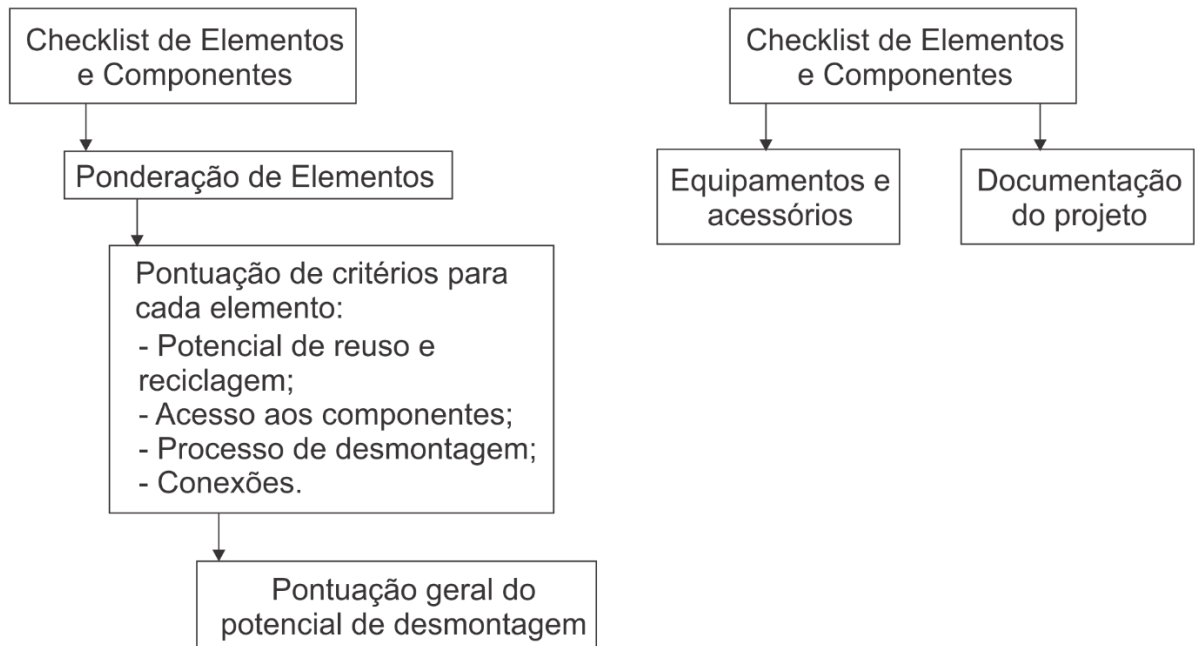 Checklist de Elementos
e Componentes
Ponderação de Elementos
Pontuação de critérios para
cada elemento:
- Potencial de reuso e
reciclagem;
- Acesso aos componentes;
- Processo de desmontagem;
- Conexões.
Pontuação geral do
potencial de desmontagem
Checklist de Elementos
e Componentes
Equipamentos e
acessórios
Documentação
do projeto